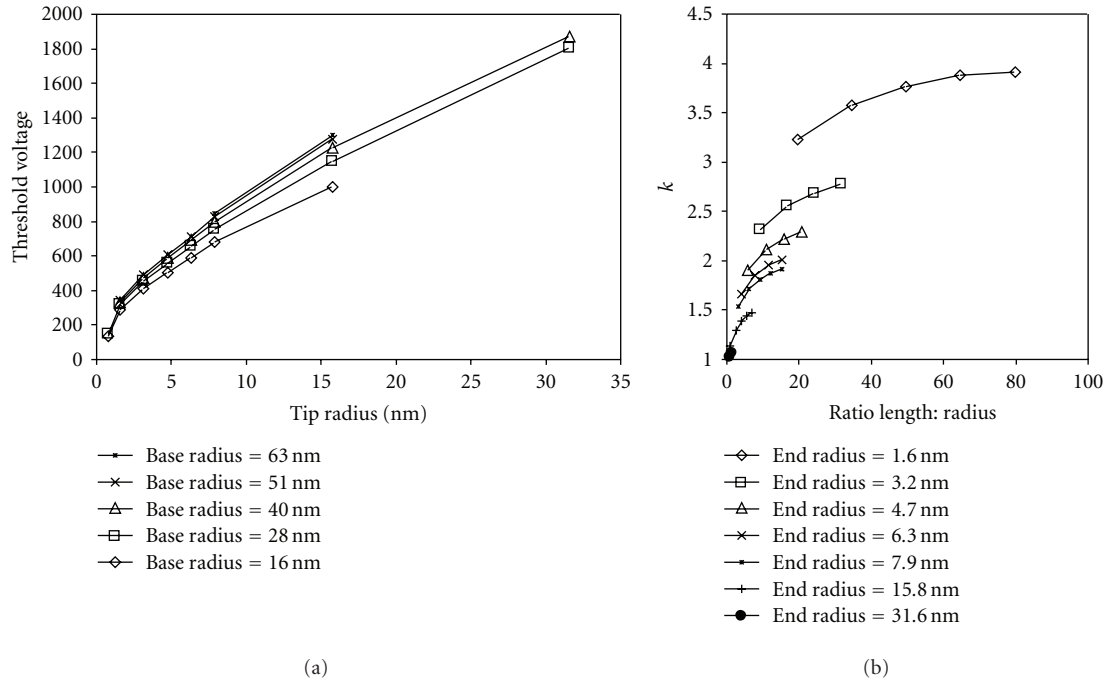 2000
1800
1600
1400
1200
1000
800
600
400
200
0
Threshold voltage
0 5 10 15 20 25 30 35
Tip radius (nm)
Base radius = 63 nm
Base radius = 51 nm
Base radius = 40 nm
Base radius = 28 nm
Base radius = 16 nm
(a)
4.5
4
3.5
3
2.5
2
1.5
1
k
0 20 40 60 80 100
Ratio length: radius
End radius = 1.6 nm
End radius = 3.2 nm
End radius = 4.7 nm
End radius = 6.3 nm
End radius = 7.9 nm
End radius = 15.8 nm
End radius = 31.6 nm
(b)